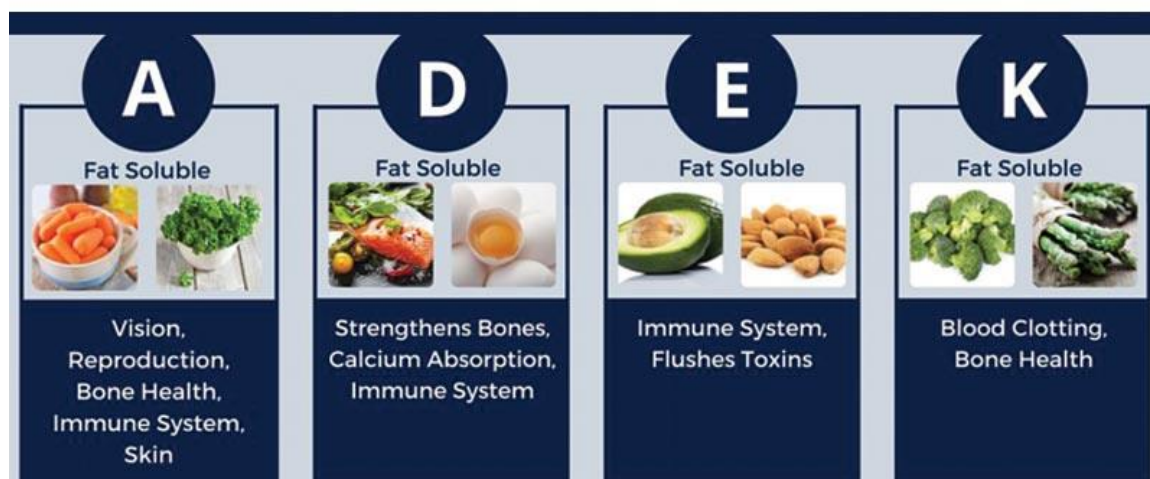 A
Fat Soluble
Vision,
Reproduction,
Bone Health,
Immune System,
Skin
D
Fat Soluble
Strengthens Bones,
Calcium Absorption,
Immune System
E
Fat Soluble
Immune System,
Flushes Toxins
K
Fat Soluble
Blood Clotting,
Bone Health